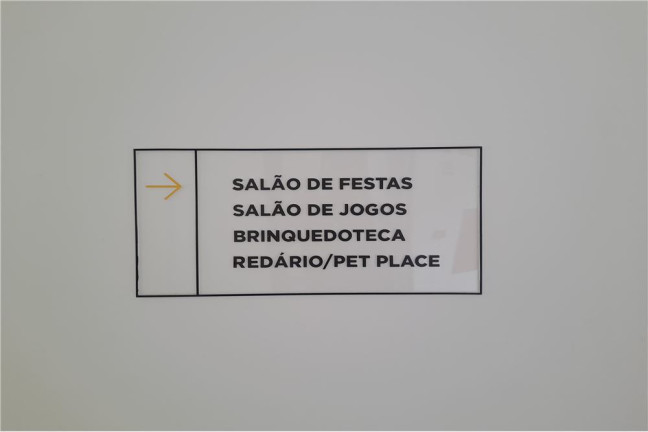 SALÃO DE FESTAS
SALÃO DE JOGOS
BRINQUEDOTECA
REDÁRIO/PET PLACE